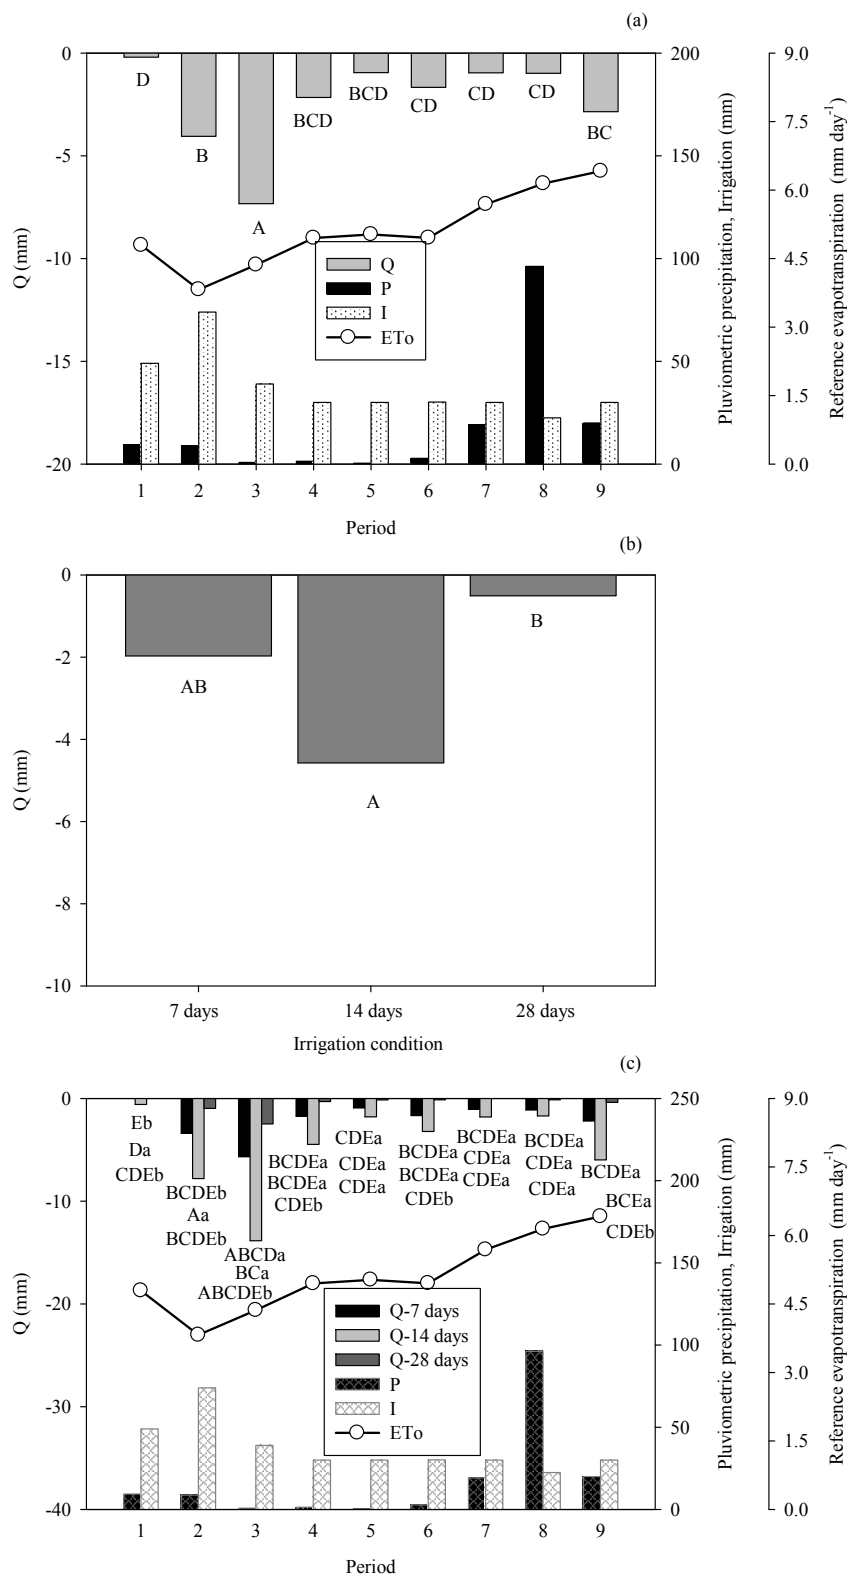 (a)
0 200 9.0
D B A BCD BCD CD CD CD BC
-5 150 7.5
6.0
-10 100 4.5
3.0
-15 50 1.5
-20 0 0.0
Q (mm)
Pluviometric precipitation, Irrigation (mm)
Reference evapotranspiration (mm day-1)
Q
P
I
ETo
1 2 3 4 5 6 7 8 9
Period
(b)
0
-2
-4
-6
-8
-10
Q (mm)
AB A B
7 days 14 days 28 days
Irrigation condition
(c)
0 250 9.0
-10 200 7.5
6.0
150
-20 4.5
100
-30 3.0
50 1.5
-40 0 0.0
Q (mm)
Pluviometric precipitation, Irrigation (mm)
Reference evapotranspiration (mm day-1)
Eb
Da
CDEb
BCDEb
Aa
BCDEb
ABCDa
BCa
ABCDEb
BCDEa
BCDEa
CDEb
CDEa
CDEa
CDEa
BCDEa
BCDEa
CDEb
BCDEa
CDEa
CDEa
BCDEa
CDEa
CDEa
BCDEa
BCEa
CDEb
Q-7 days
Q-14 days
Q-28 days
P
I
ETo
1 2 3 4 5 6 7 8 9
Period